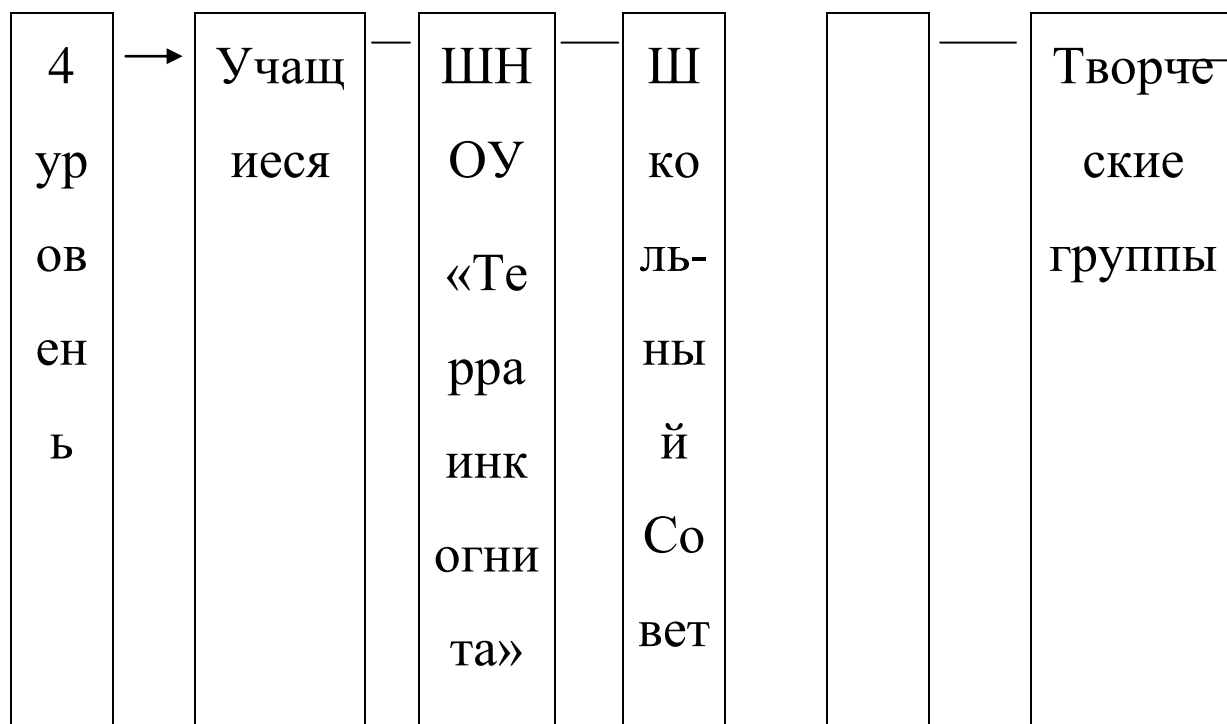 4
ур
ов
ен
ь
Учащ
иеся
ШН
ОУ
«Те
рра
инк
огни
та»
Ш
ко
ль-
ны
й
Со
вет
Творче
ские
группы